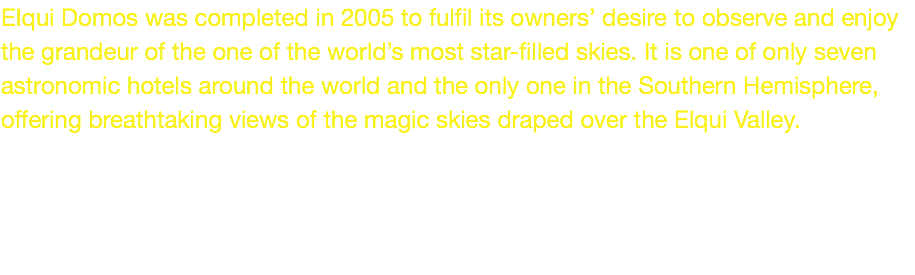 Elqui Domos was completed in 2005 to fulfil its owners’ desire to observe and enjoy
the grandeur of the one of the world’s most star-filled skies. It is one of only seven
astronomic hotels around the world and the only one in the Southern Hemisphere,
offering breathtaking views of the magic skies draped over the Elqui Valley.